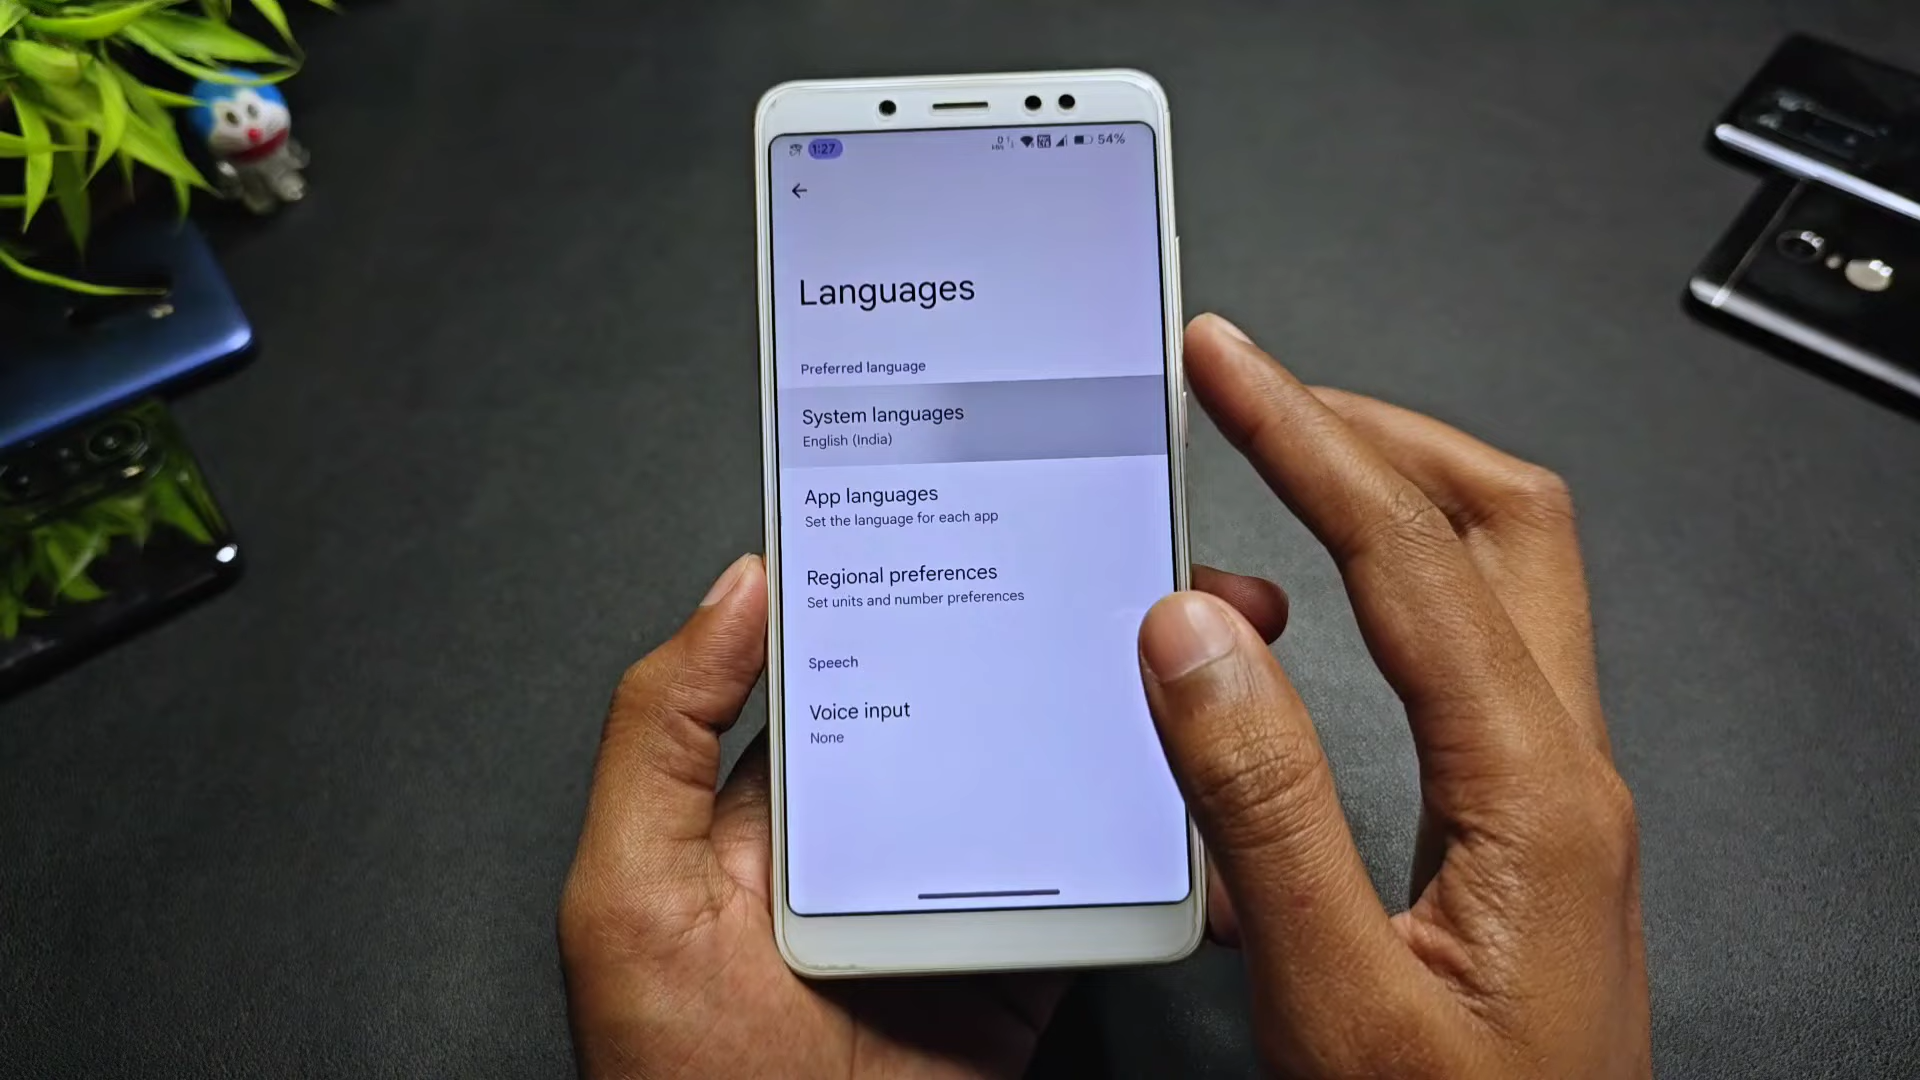 1:27
54%
Languages
Preferred language
System languages
English (India)
App languages
Set the language for each app
Regional preferences
Set units and number preferences
Speech
Voice input
None